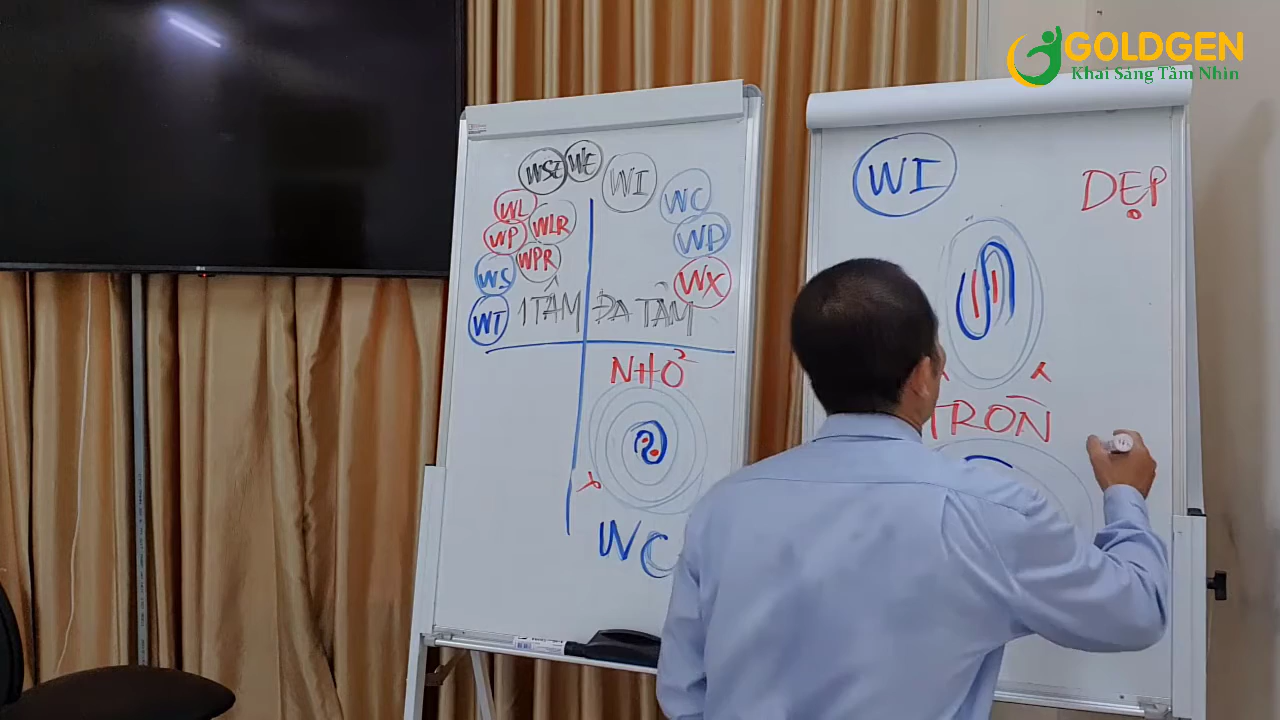 GOLDGEN
Khai Sáng Tầm Nhìn
WSE WE WI
WL WLR WC
WP WPR WD
WS WX
WT 1 TÂM ĐA TÂM
NHỎ
WC
WI
DẸP
TRÒN